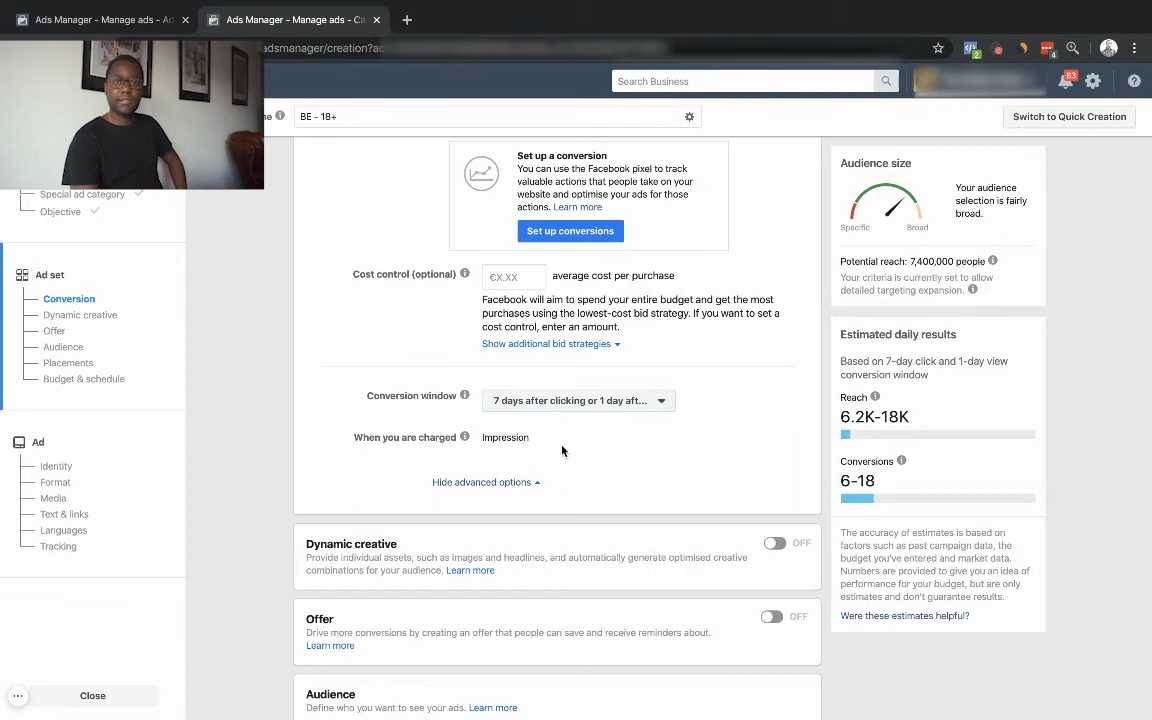 Ads Manager - Manage ads - Ad
Ads Manager - Manage ads - Ca
adsmanager/creation?ac
4
2
Search Business
63
BE - 18+
Switch to Quick Creation
Special ad category
Objective
Ad set
Conversion
Dynamic creative
Offer
Audience
Placements
Budget & schedule
Ad
Identity
Format
Media
Text & links
Languages
Tracking
Close
Set up a conversion
You can use the Facebook pixel to track
valuable actions that people take on your
website and optimise your ads for those
actions. Learn more
Set up conversions
Cost control (optional)
€X.XX
average cost per purchase
Facebook will aim to spend your entire budget and get the most
purchases using the lowest-cost bid strategy. If you want to set a
cost control, enter an amount.
Show additional bid strategies
Conversion window
7 days after clicking or 1 day aft...
When you are charged
Impression
Hide advanced options
Dynamic creative
OFF
Provide individual assets, such as images and headlines, and automatically generate optimised creative
combinations for your audience. Learn more
Offer
OFF
Drive more conversions by creating an offer that people can save and receive reminders about.
Learn more
Audience
Define who you want to see your ads. Learn more
Audience size
Your audience
selection is fairly
broad.
Specific
Broad
Potential reach: 7,400,000 people
Your criteria is currently set to allow
detailed targeting expansion.
Estimated daily results
Based on 7-day click and 1-day view
conversion window
Reach
6.2K-18K
Conversions
6-18
The accuracy of estimates is based on
factors such as past campaign data, the
budget you've entered and market data.
Numbers are provided to give you an idea of
performance for your budget, but are only
estimates and don't guarantee results.
Were these estimates helpful?